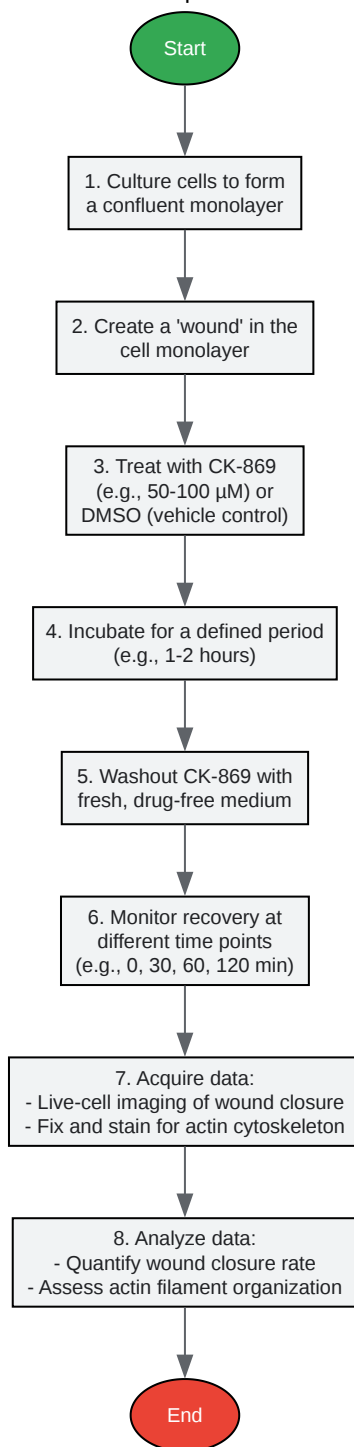 Start
1. Culture cells to form
a confluent monolayer
2. Create a 'wound' in the
cell monolayer
3. Treat with CK-869
(e.g., 50-100 µM) or
DMSO (vehicle control)
4. Incubate for a defined period
(e.g., 1-2 hours)
5. Washout CK-869 with
fresh, drug-free medium
6. Monitor recovery at
different time points
(e.g., 0, 30, 60, 120 min)
7. Acquire data:
- Live-cell imaging of wound closure
- Fix and stain for actin cytoskeleton
8. Analyze data:
- Quantify wound closure rate
- Assess actin filament organization
End